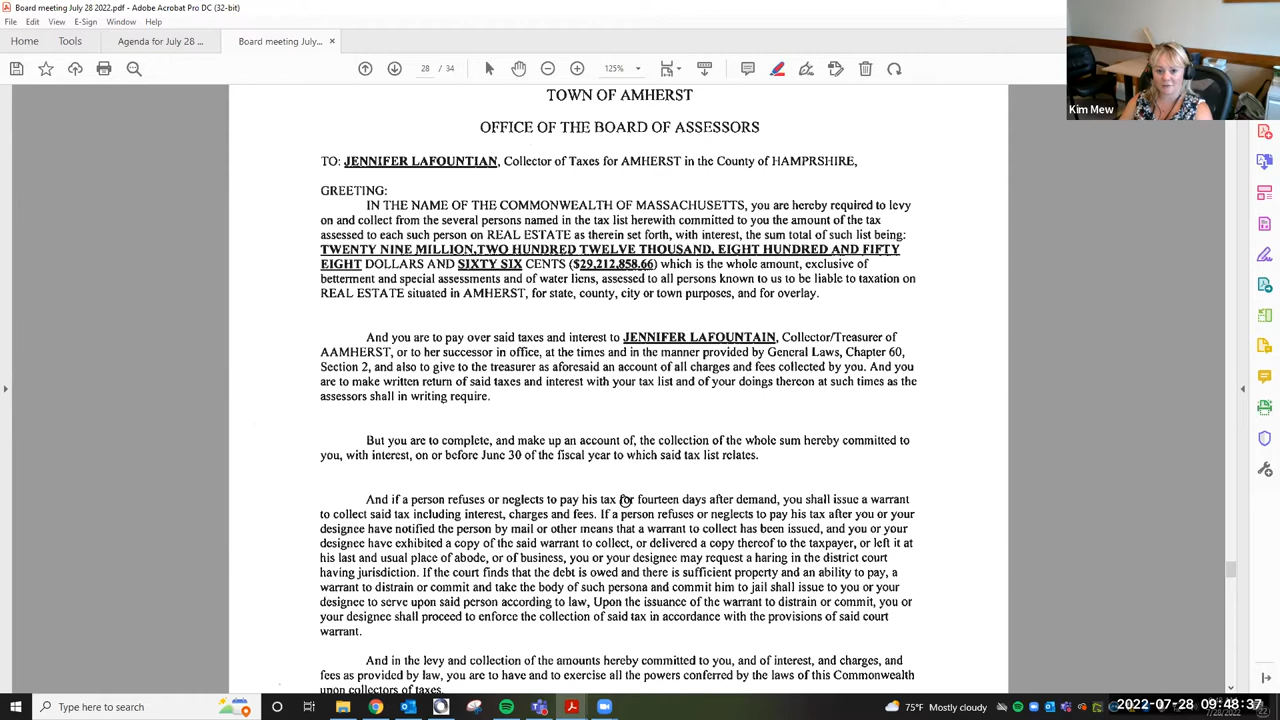 Board meeting July 28 2022.pdf - Adobe Acrobat Pro DC (32-bit)
File Edit View E-Sign Window Help
Home Tools Agenda for July 28 ... Board meeting July... ×
28 / 34 125%
Kim Mew
TOWN OF AMHERST
OFFICE OF THE BOARD OF ASSESSORS
TO: JENNIFER LAFOUNTIAN, Collector of Taxes for AMHERST in the County of HAMPRSHIRE,
GREETING:
IN THE NAME OF THE COMMONWEALTH OF MASSACHUSETTS, you are hereby required to levy
on and collect from the several persons named in the tax list herewith committed to you the amount of the tax
assessed to each such person on REAL ESTATE as therein set forth, with interest, the sum total of such list being:
TWENTY NINE MILLION,TWO HUNDRED TWELVE THOUSAND, EIGHT HUNDRED AND FIFTY
EIGHT DOLLARS AND SIXTY SIX CENTS ($29,212,858.66) which is the whole amount, exclusive of
betterment and special assessments and of water liens, assessed to all persons known to us to be liable to taxation on
REAL ESTATE situated in AMHERST, for state, county, city or town purposes, and for overlay.
And you are to pay over said taxes and interest to JENNIFER LAFOUNTAIN, Collector/Treasurer of
AAMHERST, or to her successor in office, at the times and in the manner provided by General Laws, Chapter 60,
Section 2, and also to give to the treasurer as aforesaid an account of all charges and fees collected by you. And you
are to make written return of said taxes and interest with your tax list and of your doings thereon at such times as the
assessors shall in writing require.
But you are to complete, and make up an account of, the collection of the whole sum hereby committed to
you, with interest, on or before June 30 of the fiscal year to which said tax list relates.
And if a person refuses or neglects to pay his tax for fourteen days after demand, you shall issue a warrant
to collect said tax including interest, charges and fees. If a person refuses or neglects to pay his tax after you or your
designee have notified the person by mail or other means that a warrant to collect has been issued, and you or your
designee have exhibited a copy of the said warrant to collect, or delivered a copy thereof to the taxpayer, or left it at
his last and usual place of abode, or of business, you or your designee may request a haring in the district court
having jurisdiction. If the court finds that the debt is owed and there is sufficient property and an ability to pay, a
warrant to distrain or commit and take the body of such persona and commit him to jail shall issue to you or your
designee to serve upon said person according to law, Upon the issuance of the warrant to distrain or commit, you or
your designee shall proceed to enforce the collection of said tax in accordance with the provisions of said court
warrant.
And in the levy and collection of the amounts hereby committed to you, and of interest, and charges, and
fees as provided by law, you are to have and to exercise all the powers conferred by the laws of this Commonwealth
upon collectors of taxes.
Type here to search 75°F Mostly cloudy 2022-07-28 09:48:37